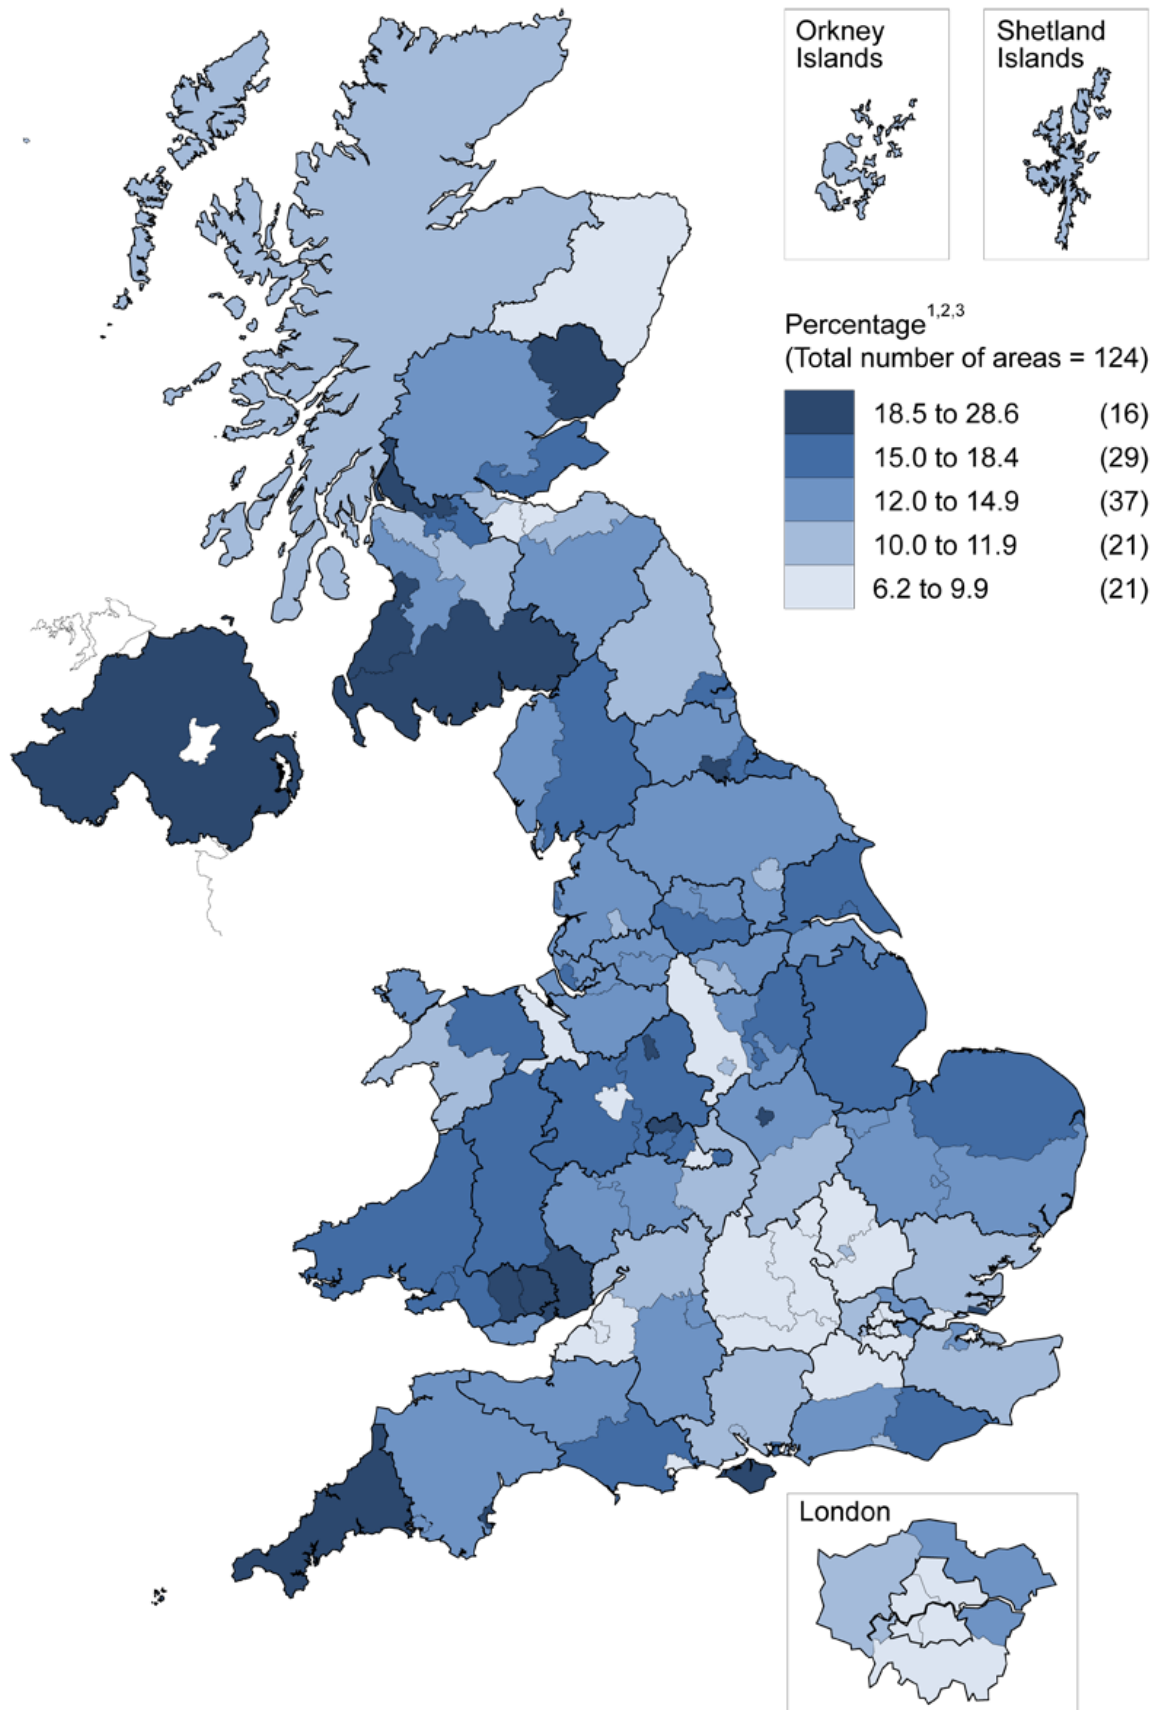 Orkney
Islands
Shetland
Islands
Percentage1,2,3
(Total number of areas = 124)
18.5 to 28.6 (16)
15.0 to 18.4 (29)
12.0 to 14.9 (37)
10.0 to 11.9 (21)
6.2 to 9.9 (21)
London